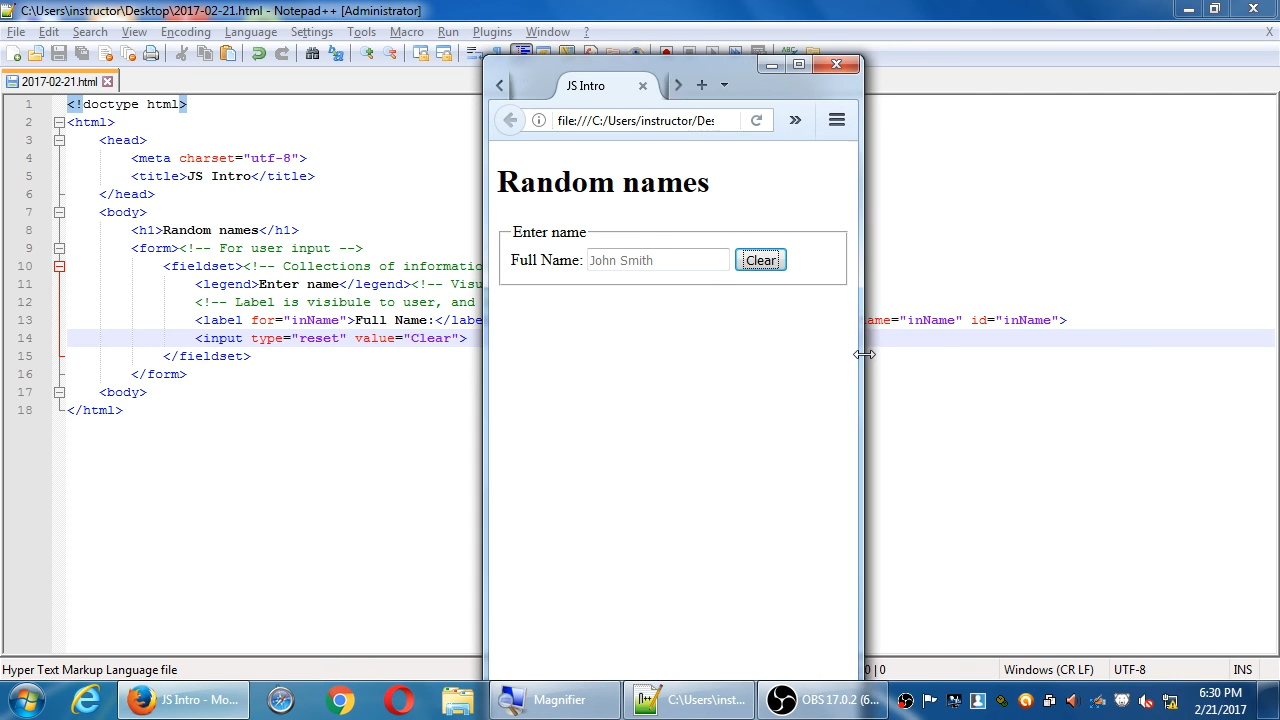 C:\Users\instructor\Desktop\2017-02-21.html - Notepad++ [Administrator]
File Edit Search View Encoding Language Settings Tools Macro Run Plugins Window ? X
2017-02-21.html
1 <!doctype html>
2 <html>
3 <head>
4 <meta charset="utf-8">
5 <title>JS Intro</title>
6 </head>
7 <body>
8 <h1>Random names</h1>
9 <form><!-- For user input -->
10 <fieldset><!-- Collections of informatio
11 <legend>Enter name</legend><!-- Visu
12 <!-- Label is visibule to user, and
13 <label for="inName">Full Name:</labe ame="inName" id="inName">
14 <input type="reset" value="Clear">
15 </fieldset>
16 </form>
17 <body>
18 </html>
JS Intro
file:///C:/Users/instructor/Des
Random names
Enter name
Full Name: John Smith Clear
Hyper Text Markup Language file 0 | 0 Windows (CR LF) UTF-8 INS
JS Intro - Mo... Magnifier C:\Users\inst... OBS 17.0.2 (6... 6:30 PM
2/21/2017